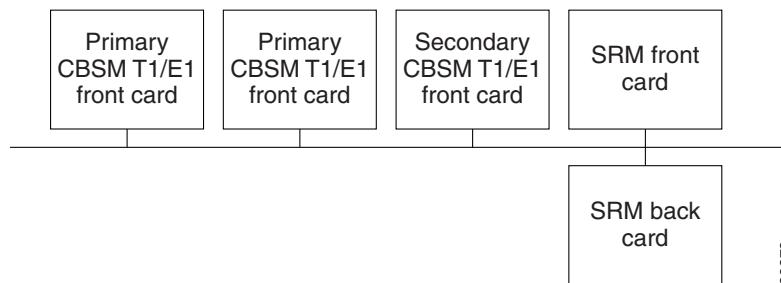 Primary
CBSM T1/E1
front card
Primary
CBSM T1/E1
front card
Secondary
CBSM T1/E1
front card
SRM front
card
SRM back
card